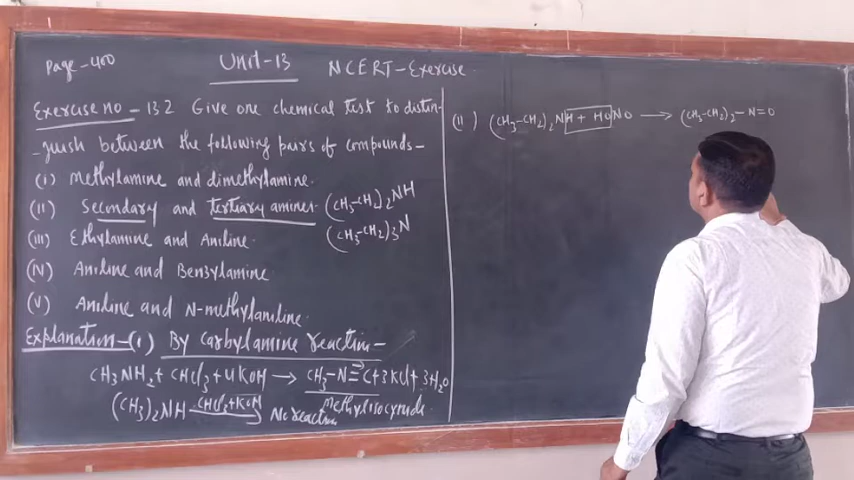 Page-400
Unit-13
NCERT-Exercise
Exercise no - 13.2 Give one chemical test to distin-
-guish between the following pairs of compounds-
(i) Methylamine and dimethylamine.
(II) Secondary and tertiary amines. (CH3-CH2)2NH
(CH3-CH2)3N
(III) Ethylamine and Aniline.
(IV) Aniline and Benzylamine
(V) Aniline and N-methylaniline.
Explanation-(i) By carbylamine reaction-
CH3NH2 + CHCl3 + 4KOH → CH3-N≡C + 3KCl + 3H2O
Methylisocyanide.
(CH3)2NH CHCl3+KOH No reaction
(II) (CH3-CH2)2NH + HONO → (CH3-CH2)2-N=O